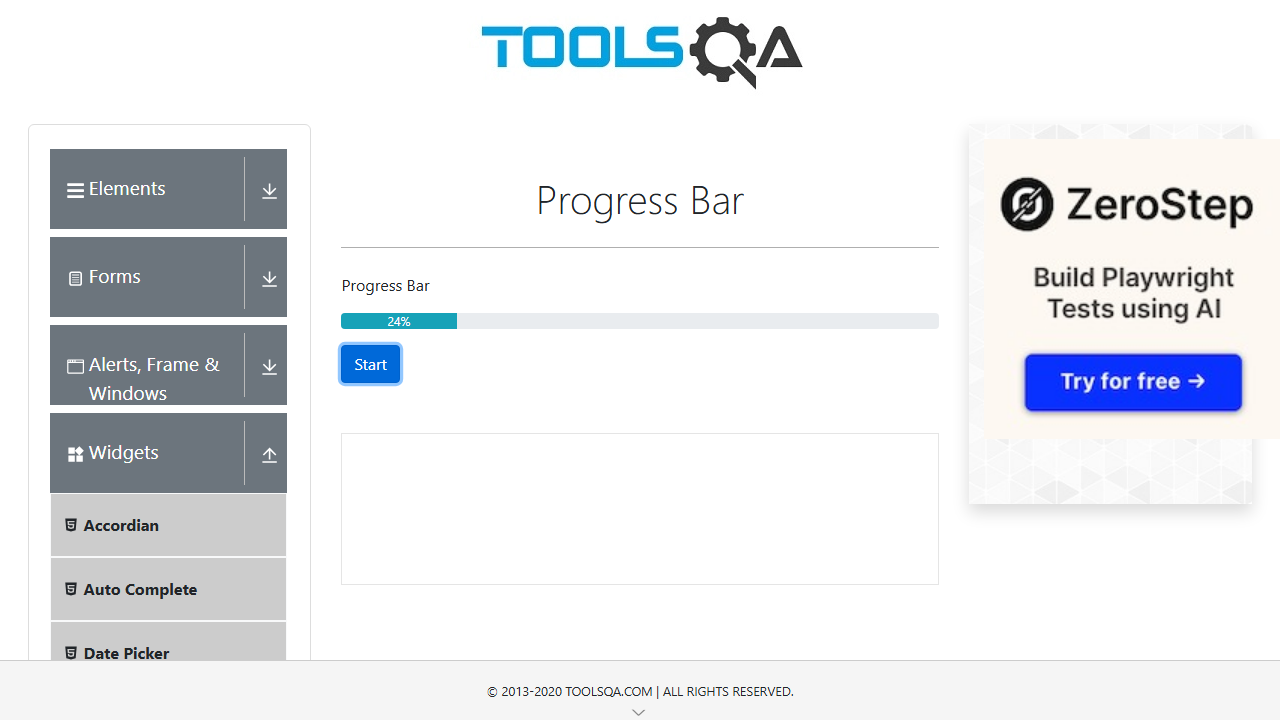 TOOLSQA
Elements
Forms
Alerts, Frame &
Windows
Widgets
Accordian
Auto Complete
Date Picker
Progress Bar
Progress Bar
24%
Start
ZeroStep
Build Playwright
Tests using AI
Try for free →
© 2013-2020 TOOLSQA.COM | ALL RIGHTS RESERVED.